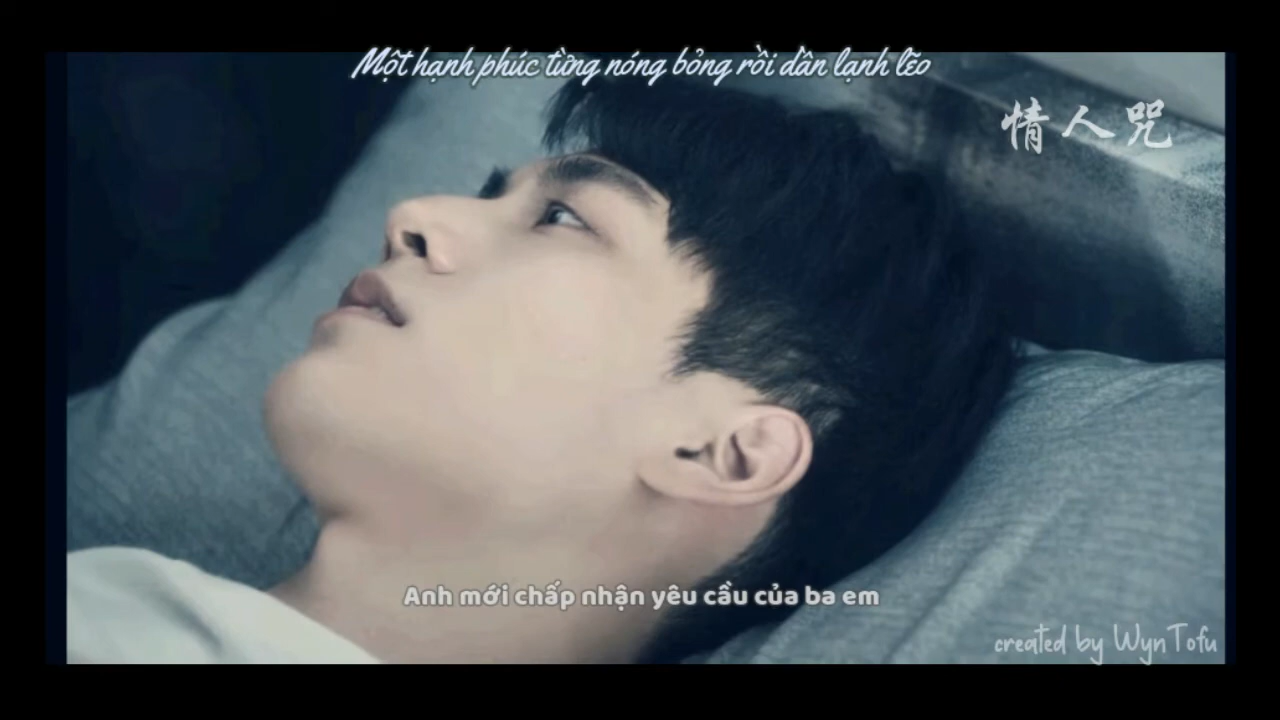 Một hạnh phúc từng nóng bỏng rồi dần lạnh lẽo
情人咒
Anh mới chấp nhận yêu cầu của ba em
created by WynTofu